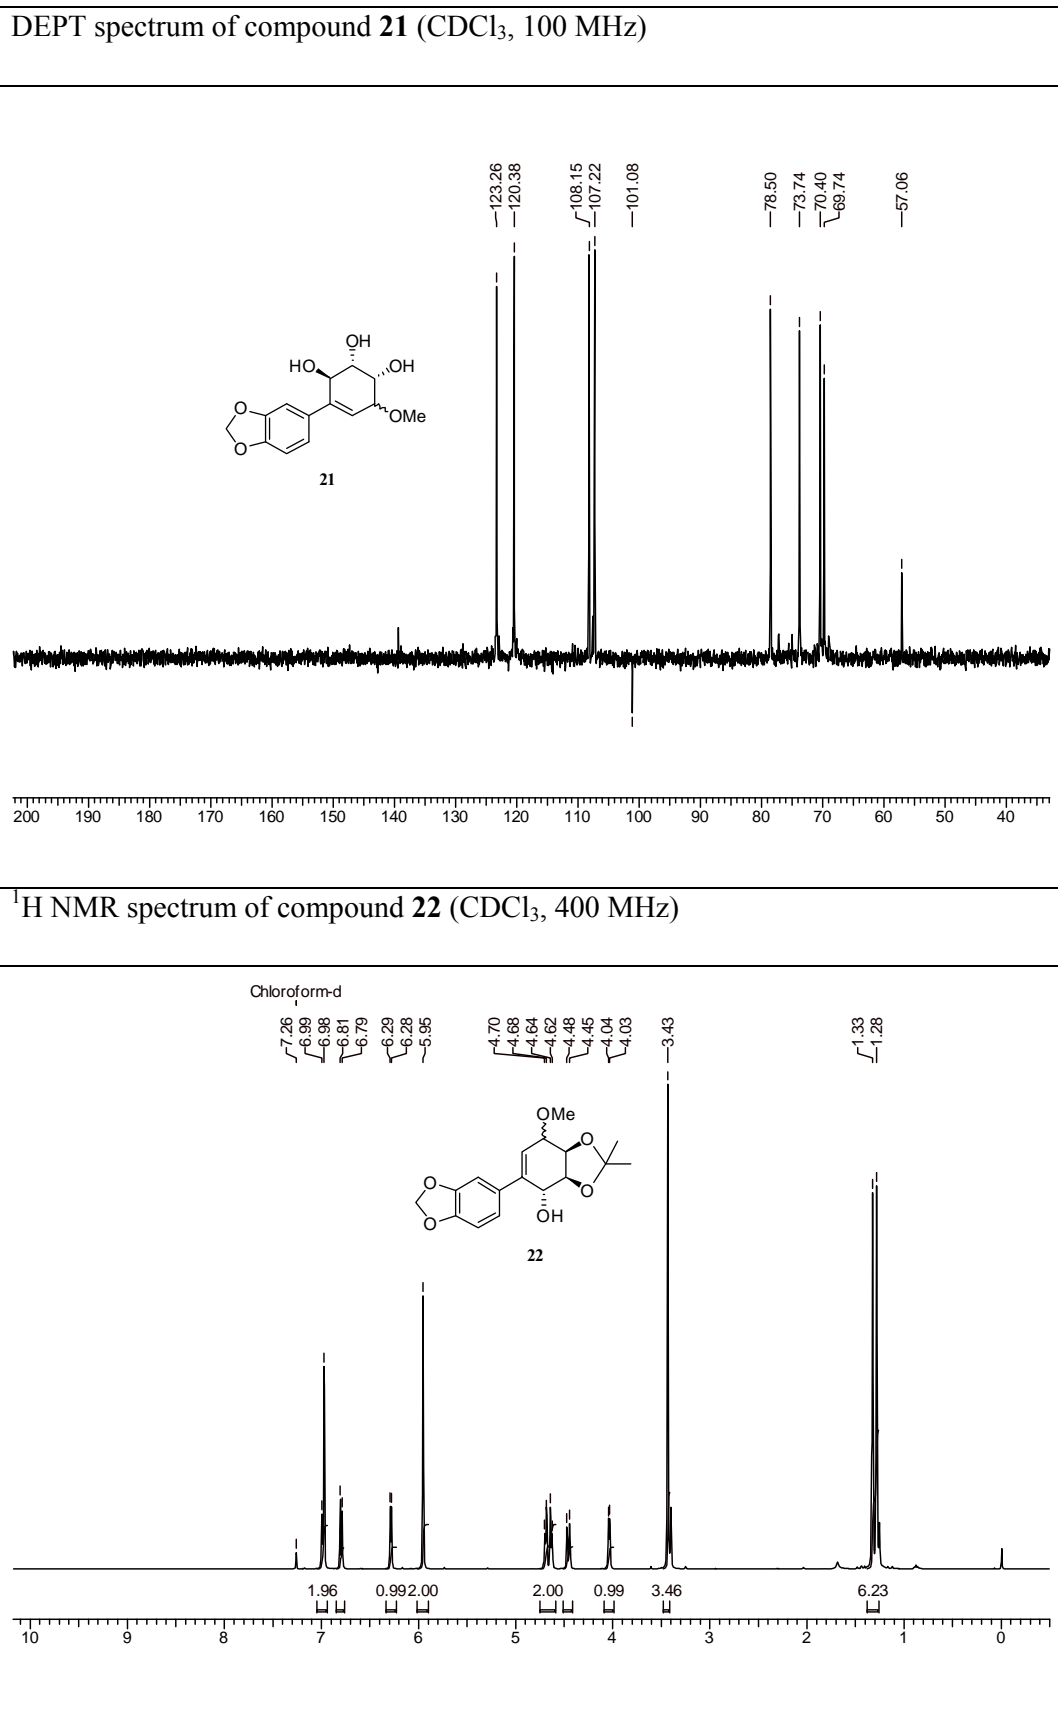 DEPT spectrum of compound 21 (CDCl₃, 100 MHz)
123.26
120.38
108.15
107.22
101.08
78.50
73.74
70.40
69.74
57.06
OH
HO
OH
O
OMe
O
21
200 190 180 170 160 150 140 130 120 110 100 90 80 70 60 50 40
¹H NMR spectrum of compound 22 (CDCl₃, 400 MHz)
Chloroform-d
7.26
6.99
6.98
6.81
6.79
6.29
6.28
5.95
4.70
4.68
4.64
4.62
4.48
4.45
4.04
4.03
3.43
1.33
1.28
OMe
O
O
O
O
OH
22
1.96 0.99 2.00 2.00 0.99 3.46 6.23
10 9 8 7 6 5 4 3 2 1 0